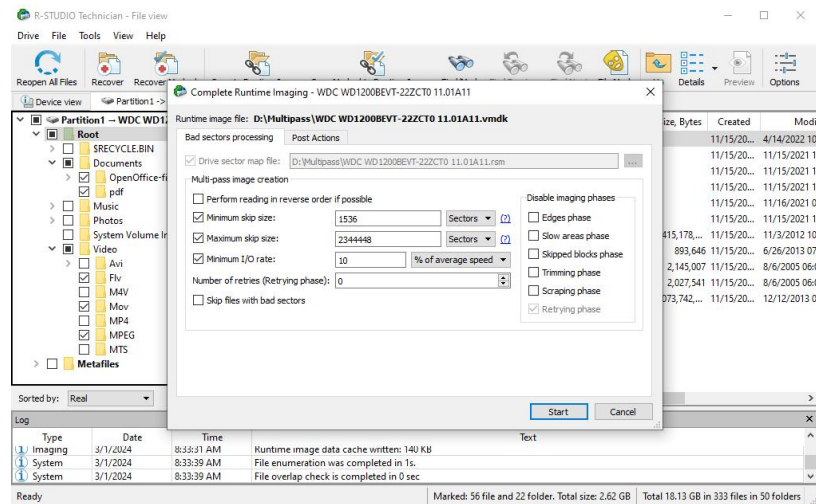 R-STUDIO Technician - File view
Drive File Tools View Help
Reopen All Files Recover Details Preview Options
Device view Partition1 ->
Partition1 → WDC WD12
Root
$RECYCLE.BIN
Documents
OpenOffice-fi
pdf
Music
Photos
System Volume Ir
Video
Avi
Flv
M4V
Mov
MP4
MPEG
MTS
Metafiles
Sorted by: Real
Complete Runtime Imaging - WDC WD1200BEVT-22ZCT0 11.01A11
Runtime image file: D:\Multipass\WDC WD1200BEVT-22ZCT0 11.01A11.vmdk
Bad sectors processing Post Actions
Drive sector map file: D:\Multipass\WDC WD1200BEVT-22ZCT0 11.01A11.rsm ...
Multi-pass image creation
Perform reading in reverse order if possible
Minimum skip size: 1536 Sectors (?)
Maximum skip size: 2344448 Sectors (?)
Minimum I/O rate: 10 % of average speed
Number of retries (Retrying phase): 0
Skip files with bad sectors
Disable imaging phases
Edges phase
Slow areas phase
Skipped blocks phase
Trimming phase
Scraping phase
Retrying phase
Start Cancel
ize, Bytes Created Modi
11/15/20... 4/14/2022 10
11/15/20... 11/15/2021 1
11/15/20... 11/15/2021 1
11/15/20... 11/15/2021 1
11/15/20... 11/16/2021 0
11/15/20... 11/15/2021 1
415,178,... 11/15/20... 11/3/2012 10
893,646 11/15/20... 6/26/2013 07
2,145,007 11/15/20... 8/6/2005 06:0
2,027,541 11/15/20... 8/6/2005 06:0
073,742,... 11/15/20... 12/12/2013 0
Log
Type Date Time Text
Imaging 3/1/2024 8:33:31 AM Runtime image data cache written: 140 KB
System 3/1/2024 8:33:39 AM File enumeration was completed in 1s.
System 3/1/2024 8:33:39 AM File overlap check is completed in 0 sec
Ready Marked: 56 file and 22 folder. Total size: 2.62 GB Total 18.13 GB in 333 files in 50 folders